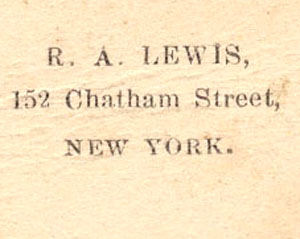 R. A. LEWIS,
152 Chatham Street,
NEW YORK.